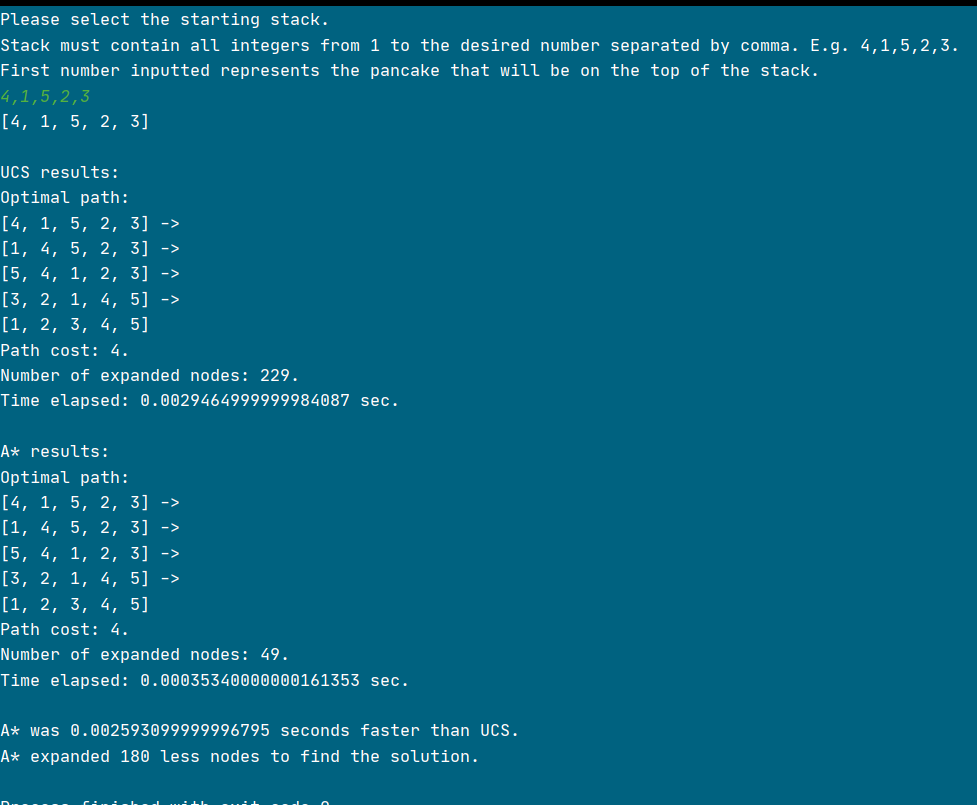 Please select the starting stack.
Stack must contain all integers from 1 to the desired number separated by comma. E.g. 4,1,5,2,3.
First number inputted represents the pancake that will be on the top of the stack.
4,1,5,2,3
[4, 1, 5, 2, 3]
UCS results:
Optimal path:
[4, 1, 5, 2, 3] ->
[1, 4, 5, 2, 3] ->
[5, 4, 1, 2, 3] ->
[3, 2, 1, 4, 5] ->
[1, 2, 3, 4, 5]
Path cost: 4.
Number of expanded nodes: 229.
Time elapsed: 0.0029464999999984087 sec.
A* results:
Optimal path:
[4, 1, 5, 2, 3] ->
[1, 4, 5, 2, 3] ->
[5, 4, 1, 2, 3] ->
[3, 2, 1, 4, 5] ->
[1, 2, 3, 4, 5]
Path cost: 4.
Number of expanded nodes: 49.
Time elapsed: 0.00035340000000161353 sec.
A* was 0.002593099999996795 seconds faster than UCS.
A* expanded 180 less nodes to find the solution.
Process finished with exit code 0